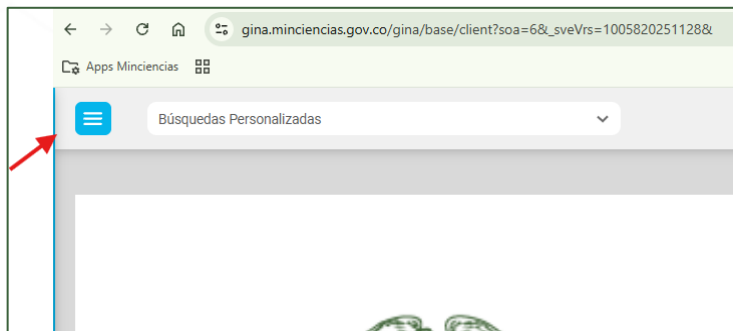 gina.minciencias.gov.co/gina/base/client?soa=6&_sveVrs=1005820251128&
Apps Minciencias
Búsquedas Personalizadas